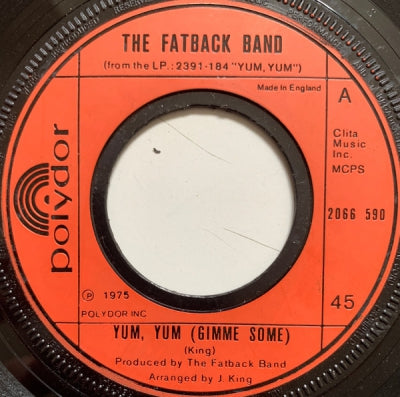 THE FATBACK BAND
(from the LP.:2391-184 "YUM, YUM")
Made in England
A
Clita
Music
Inc.
MCPS
2066 590
polydor
℗ 1975
POLYDOR INC
45
YUM, YUM (GIMME SOME)
(King)
Produced by The Fatback Band
Arranged by J. King